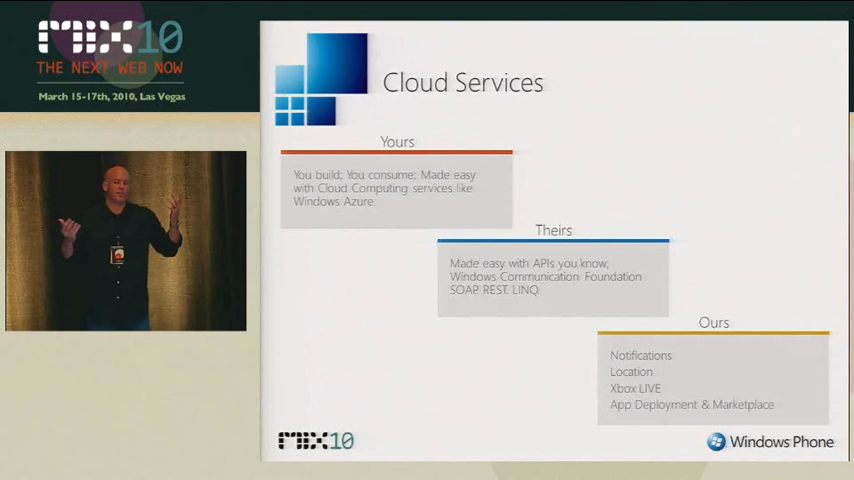 MIX10
THE NEXT WEB NOW
March 15-17th, 2010, Las Vegas
Cloud Services
Yours
You build; You consume; Made easy
with Cloud Computing services like
Windows Azure
Theirs
Made easy with APIs you know;
Windows Communication Foundation
SOAP REST. LINQ.
Ours
Notifications
Location
Xbox LIVE
App Deployment & Marketplace
MIX10
Windows Phone